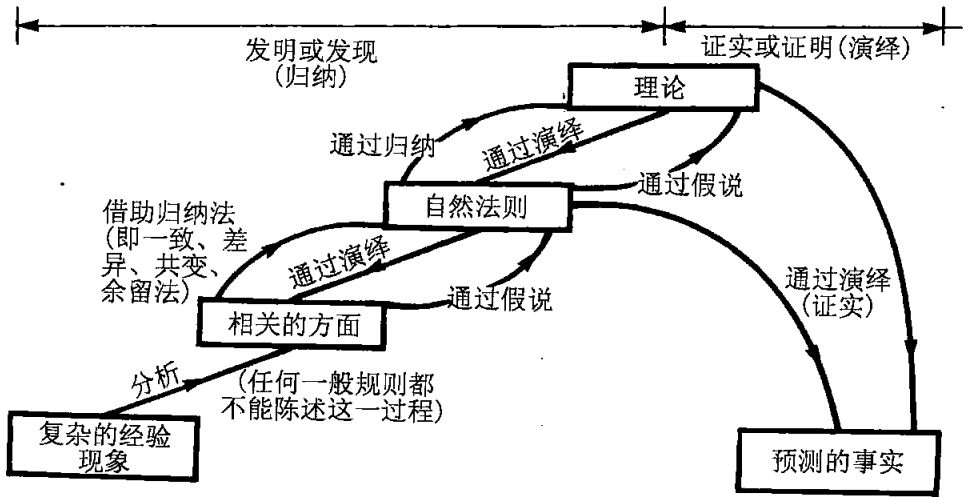 发明或发现
(归纳)
证实或证明(演绎)
理论
通过归纳
通过演绎
通过假说
自然法则
借助归纳法
(即一致、差
异、共变、
余留法)
通过演绎
通过假说
通过演绎
(证实)
相关的方面
分析
(任何一般规则都
不能陈述这一过程)
复杂的经验
现象
预测的事实